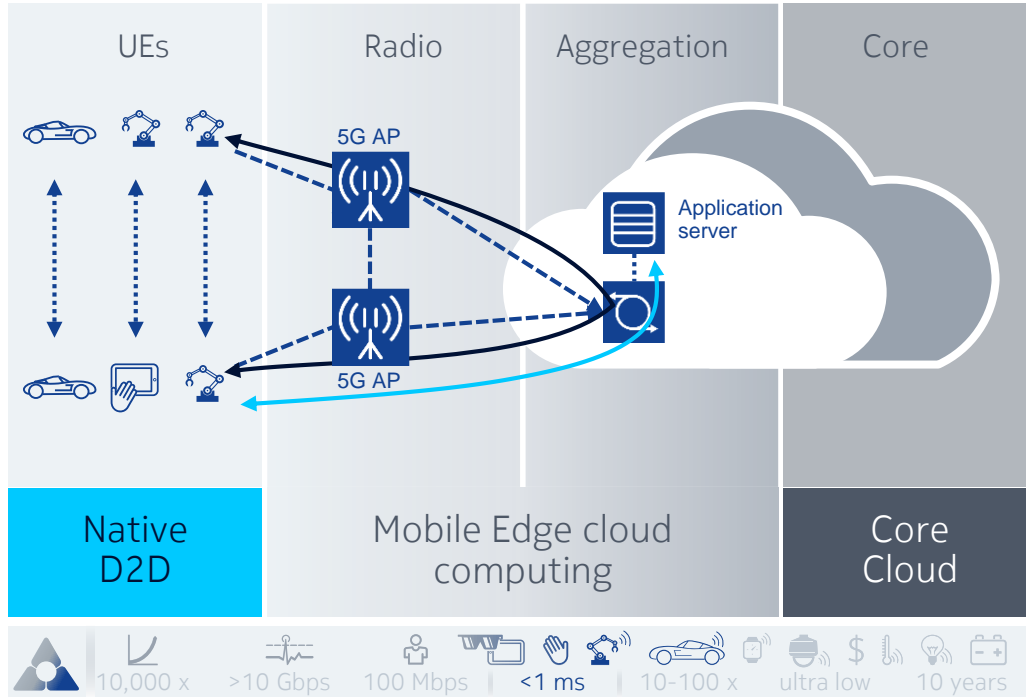 UEs
Radio
Aggregation
Core
5G AP
Application
server
5G AP
Native
D2D
Mobile Edge cloud
computing
Core
Cloud
$
10,000 x
>10 Gbps
100 Mbps
<1 ms
10-100 x
ultra low
10 years